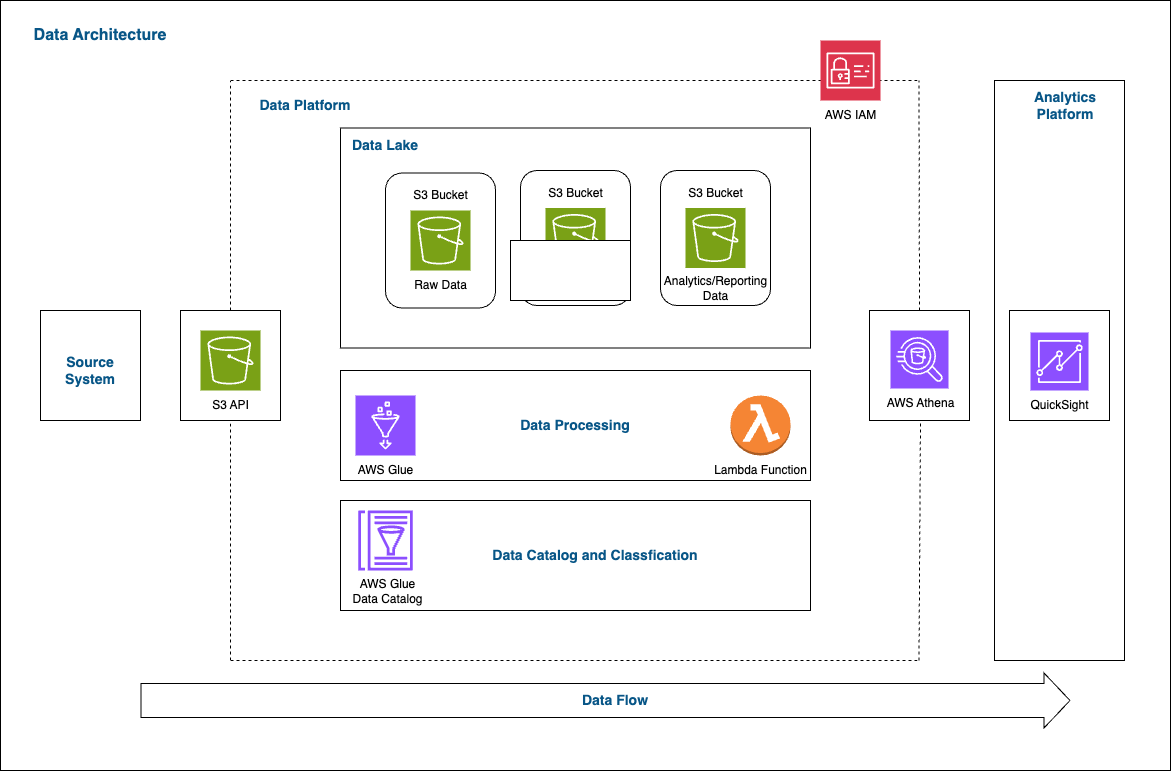 Data Architecture
AWS IAM
Data Platform
Analytics
Platform
Data Lake
S3 Bucket
S3 Bucket
S3 Bucket
Raw Data
Analytics/Reporting
Data
Source
System
S3 API
AWS Athena
QuickSight
Data Processing
AWS Glue
Lambda Function
Data Catalog and Classfication
AWS Glue
Data Catalog
Data Flow